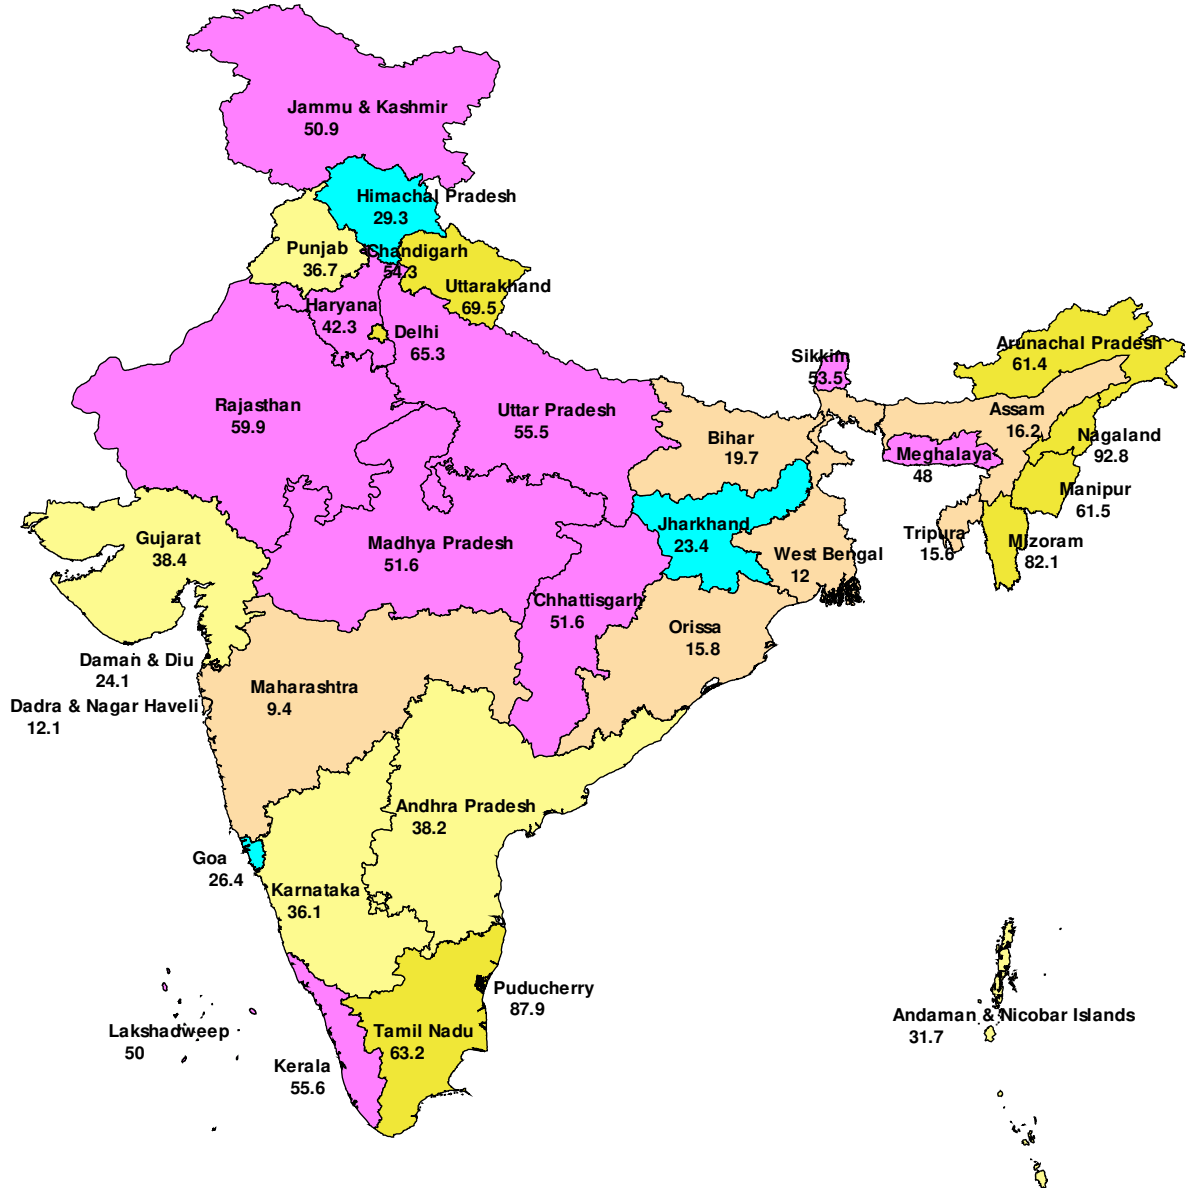 Jammu & Kashmir
50.9
Himachal Pradesh
29.3
Punjab
36.7
Chandigarh
54.3
Uttarakhand
69.5
Haryana
42.3
Delhi
65.3
Arunachal Pradesh
61.4
Sikkim
53.5
Rajasthan
59.9
Uttar Pradesh
55.5
Assam
16.2
Bihar
19.7
Nagaland
92.8
Meghalaya
48
Manipur
61.5
Gujarat
38.4
Madhya Pradesh
51.6
Jharkhand
23.4
West Bengal
12
Tripura
15.6
Mizoram
82.1
Chhattisgarh
51.6
Orissa
15.8
Daman & Diu
24.1
Maharashtra
9.4
Dadra & Nagar Haveli
12.1
Andhra Pradesh
38.2
Goa
26.4
Karnataka
36.1
Puducherry
87.9
Andaman & Nicobar Islands
31.7
Lakshadweep
50
Tamil Nadu
63.2
Kerala
55.6